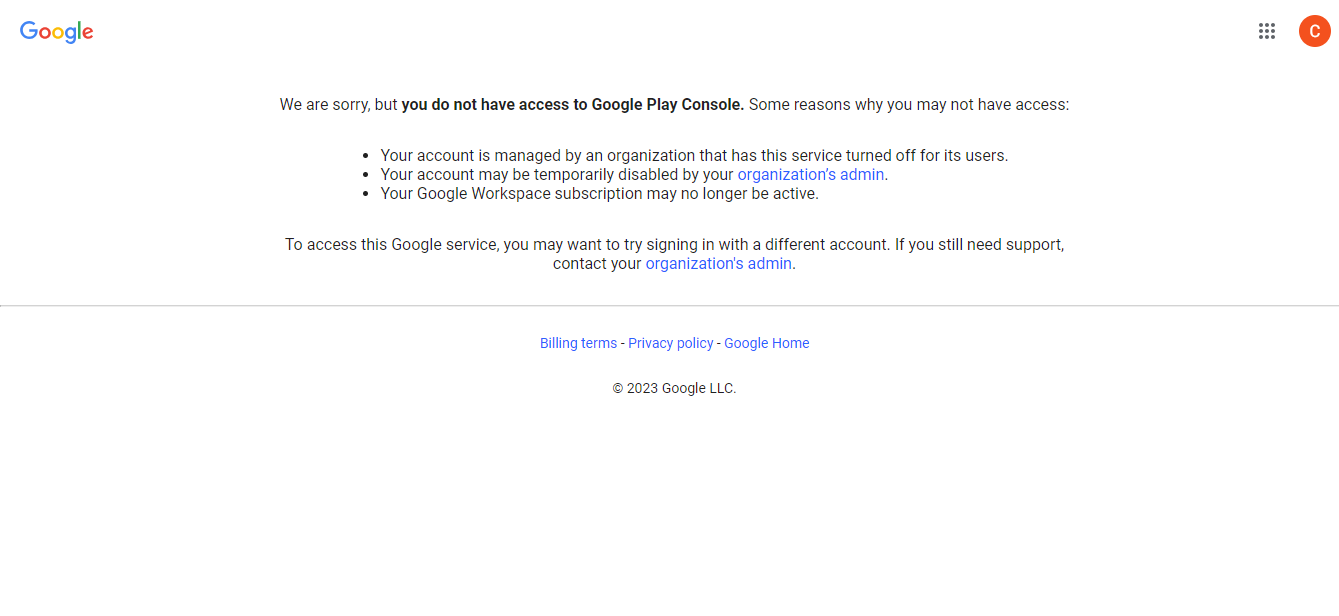 Google
C
We are sorry, but you do not have access to Google Play Console. Some reasons why you may not have access:
Your account is managed by an organization that has this service turned off for its users.
Your account may be temporarily disabled by your organization’s admin.
Your Google Workspace subscription may no longer be active.
To access this Google service, you may want to try signing in with a different account. If you still need support,
contact your organization's admin.
Billing terms - Privacy policy - Google Home
© 2023 Google LLC.